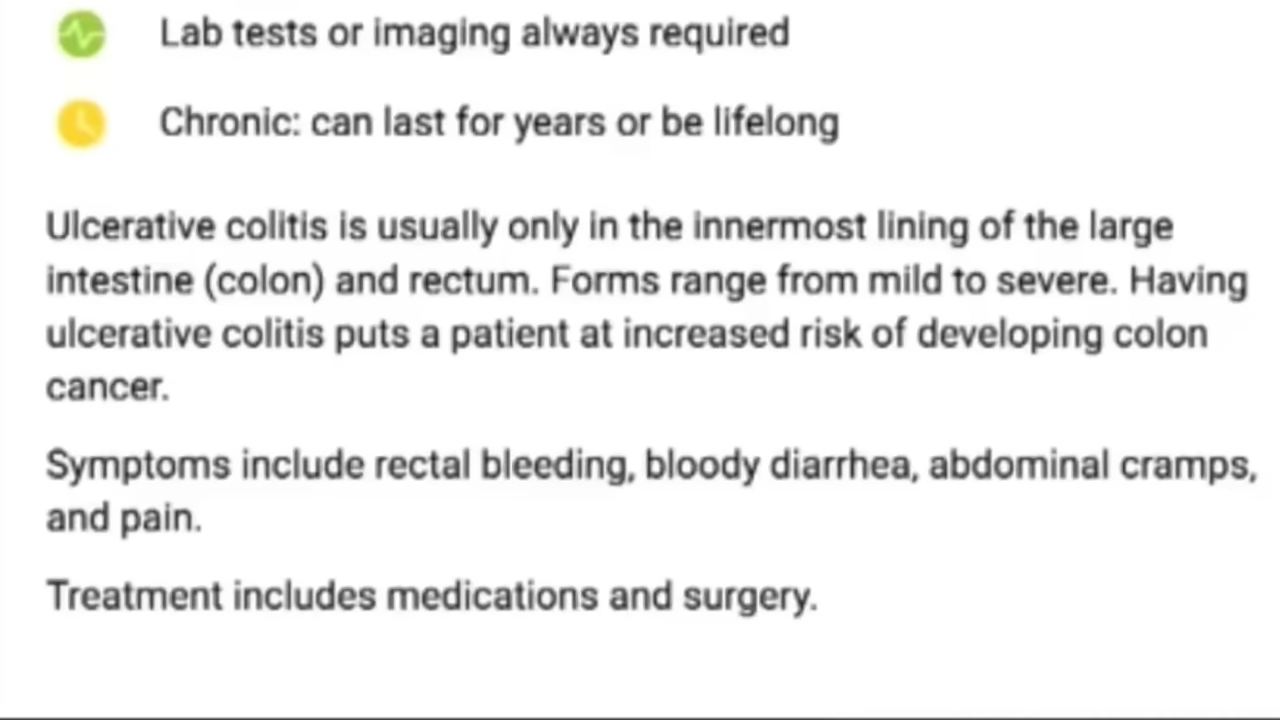 Lab tests or imaging always required
Chronic: can last for years or be lifelong
Ulcerative colitis is usually only in the innermost lining of the large
intestine (colon) and rectum. Forms range from mild to severe. Having
ulcerative colitis puts a patient at increased risk of developing colon
cancer.
Symptoms include rectal bleeding, bloody diarrhea, abdominal cramps,
and pain.
Treatment includes medications and surgery.